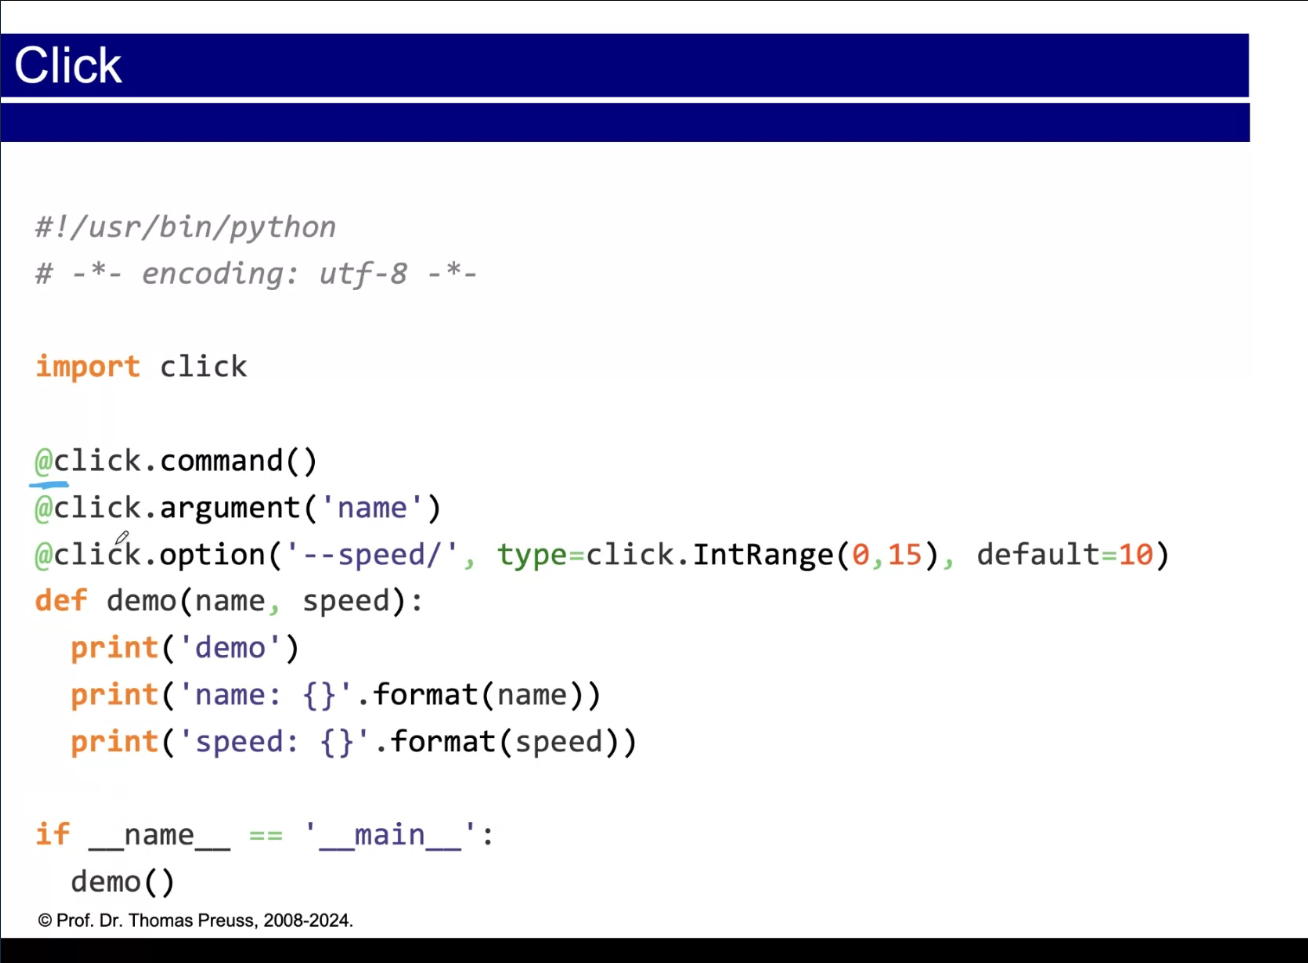 Click
#!/usr/bin/python
# -*- encoding: utf-8 -*-
import click
@click.command()
@click.argument('name')
@click.option('--speed/', type=click.IntRange(0,15), default=10)
def demo(name, speed):
  print('demo')
  print('name: {}'.format(name))
  print('speed: {}'.format(speed))
if __name__ == '__main__':
  demo()
© Prof. Dr. Thomas Preuss, 2008-2024.